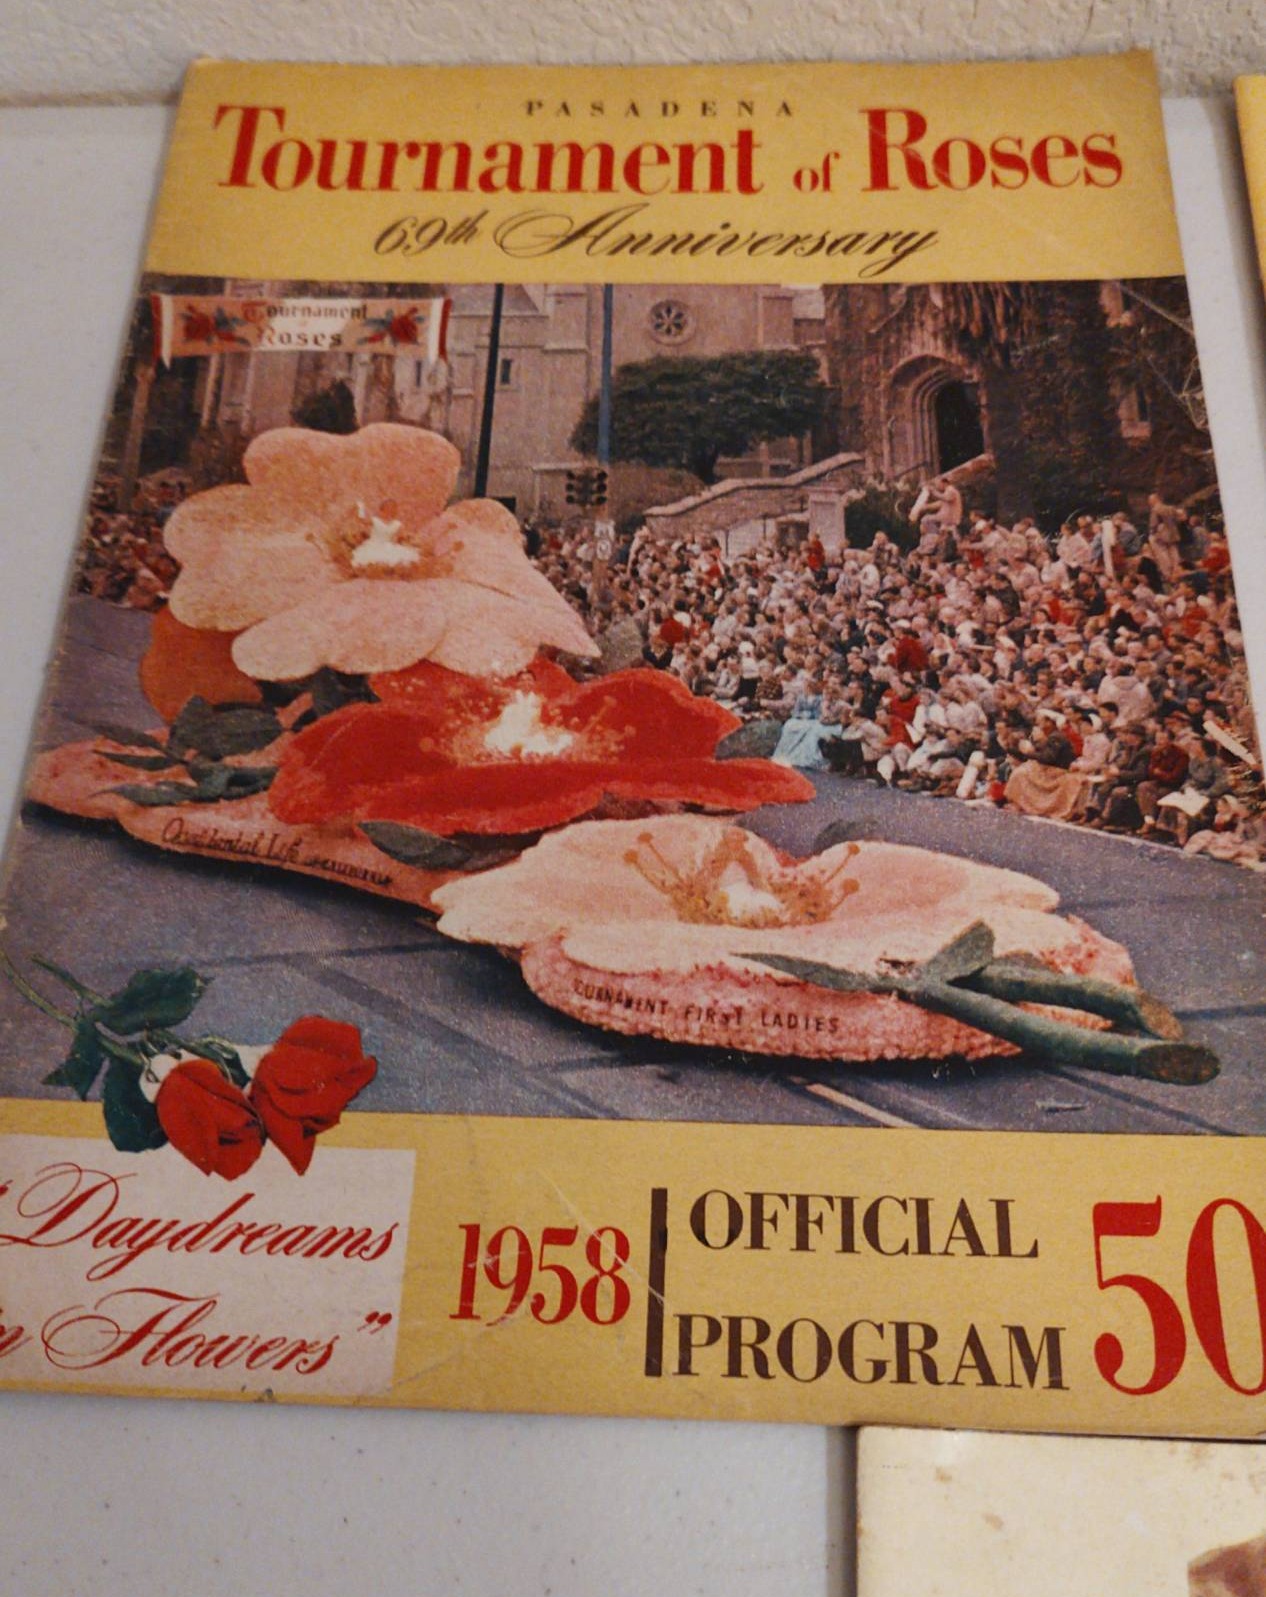 PASADENA
Tournament of Roses
69th Anniversary
Tournament
Roses
Occidental Life
TOURNAMENT FIRST LADIES
"Daydreams
Flowers"
1958
OFFICIAL
PROGRAM
50